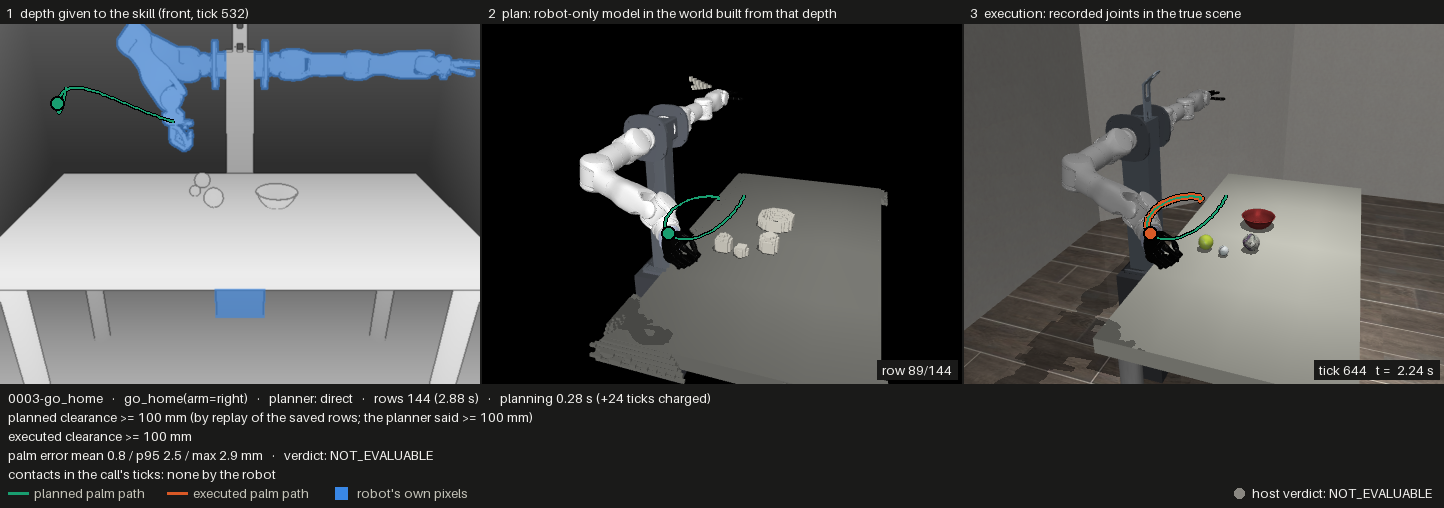 1 depth given to the skill (front, tick 532)
2 plan: robot-only model in the world built from that depth
3 execution: recorded joints in the true scene
row 89/144
tick 644 t = 2.24 s
0003-go_home · go_home(arm=right) · planner: direct · rows 144 (2.88 s) · planning 0.28 s (+24 ticks charged)
planned clearance >= 100 mm (by replay of the saved rows; the planner said >= 100 mm)
executed clearance >= 100 mm
palm error mean 0.8 / p95 2.5 / max 2.9 mm · verdict: NOT_EVALUABLE
contacts in the call's ticks: none by the robot
planned palm path executed palm path robot's own pixels
host verdict: NOT_EVALUABLE